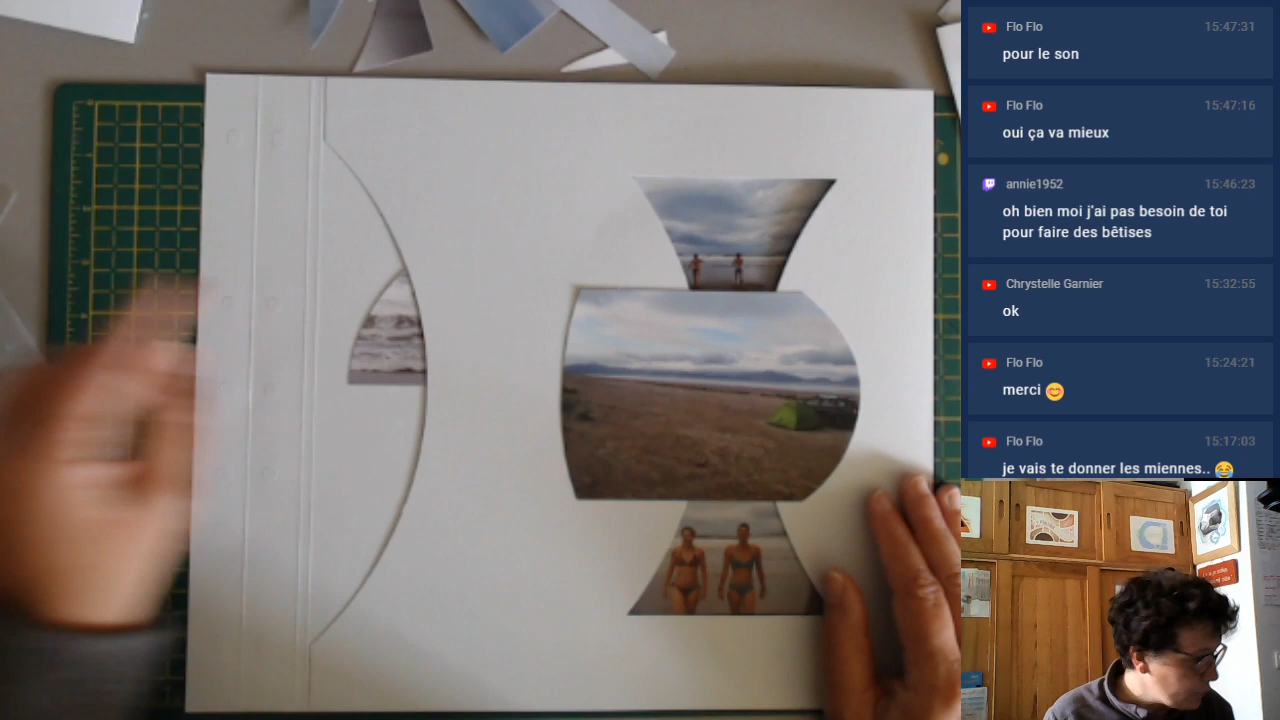 Flo Flo 15:47:31
pour le son
Flo Flo 15:47:16
oui ça va mieux
annie1952 15:46:23
oh bien moi j'ai pas besoin de toi
pour faire des bêtises
Chrystelle Garnier 15:32:55
ok
Flo Flo 15:24:21
merci 😊
Flo Flo 15:17:03
je vais te donner les miennes.. 😂